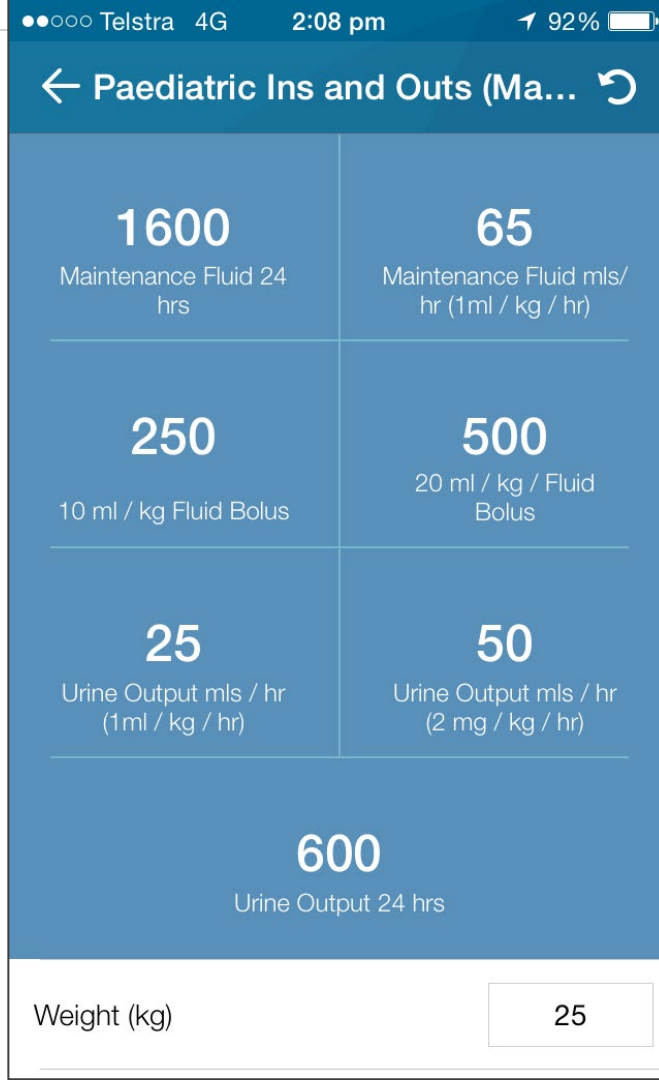 Telstra 4G 2:08 pm 92%
Paediatric Ins and Outs (Ma...
1600
Maintenance Fluid 24
hrs
65
Maintenance Fluid mls/
hr (1ml / kg / hr)
250
10 ml / kg Fluid Bolus
500
20 ml / kg / Fluid
Bolus
25
Urine Output mls / hr
(1ml / kg / hr)
50
Urine Output mls / hr
(2 mg / kg / hr)
600
Urine Output 24 hrs
Weight (kg) 25